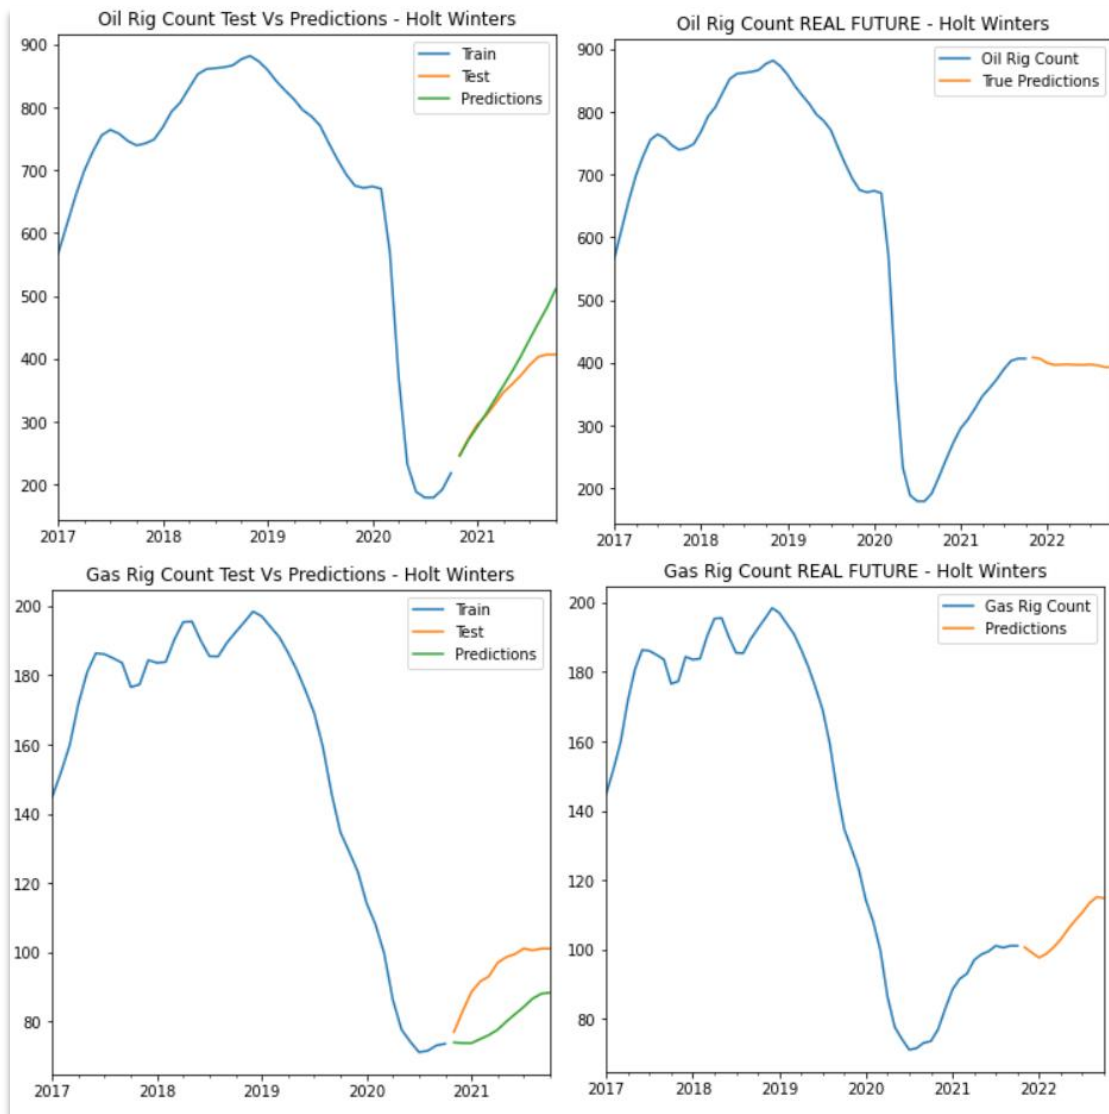 Oil Rig Count Test Vs Predictions - Holt Winters
900
800
700
600
500
400
300
200
2017 2018 2019 2020 2021
Train
Test
Predictions
Oil Rig Count REAL FUTURE - Holt Winters
900
800
700
600
500
400
300
200
2017 2018 2019 2020 2021 2022
Oil Rig Count
True Predictions
Gas Rig Count Test Vs Predictions - Holt Winters
200
180
160
140
120
100
80
2017 2018 2019 2020 2021
Train
Test
Predictions
Gas Rig Count REAL FUTURE - Holt Winters
200
180
160
140
120
100
80
2017 2018 2019 2020 2021 2022
Gas Rig Count
Predictions